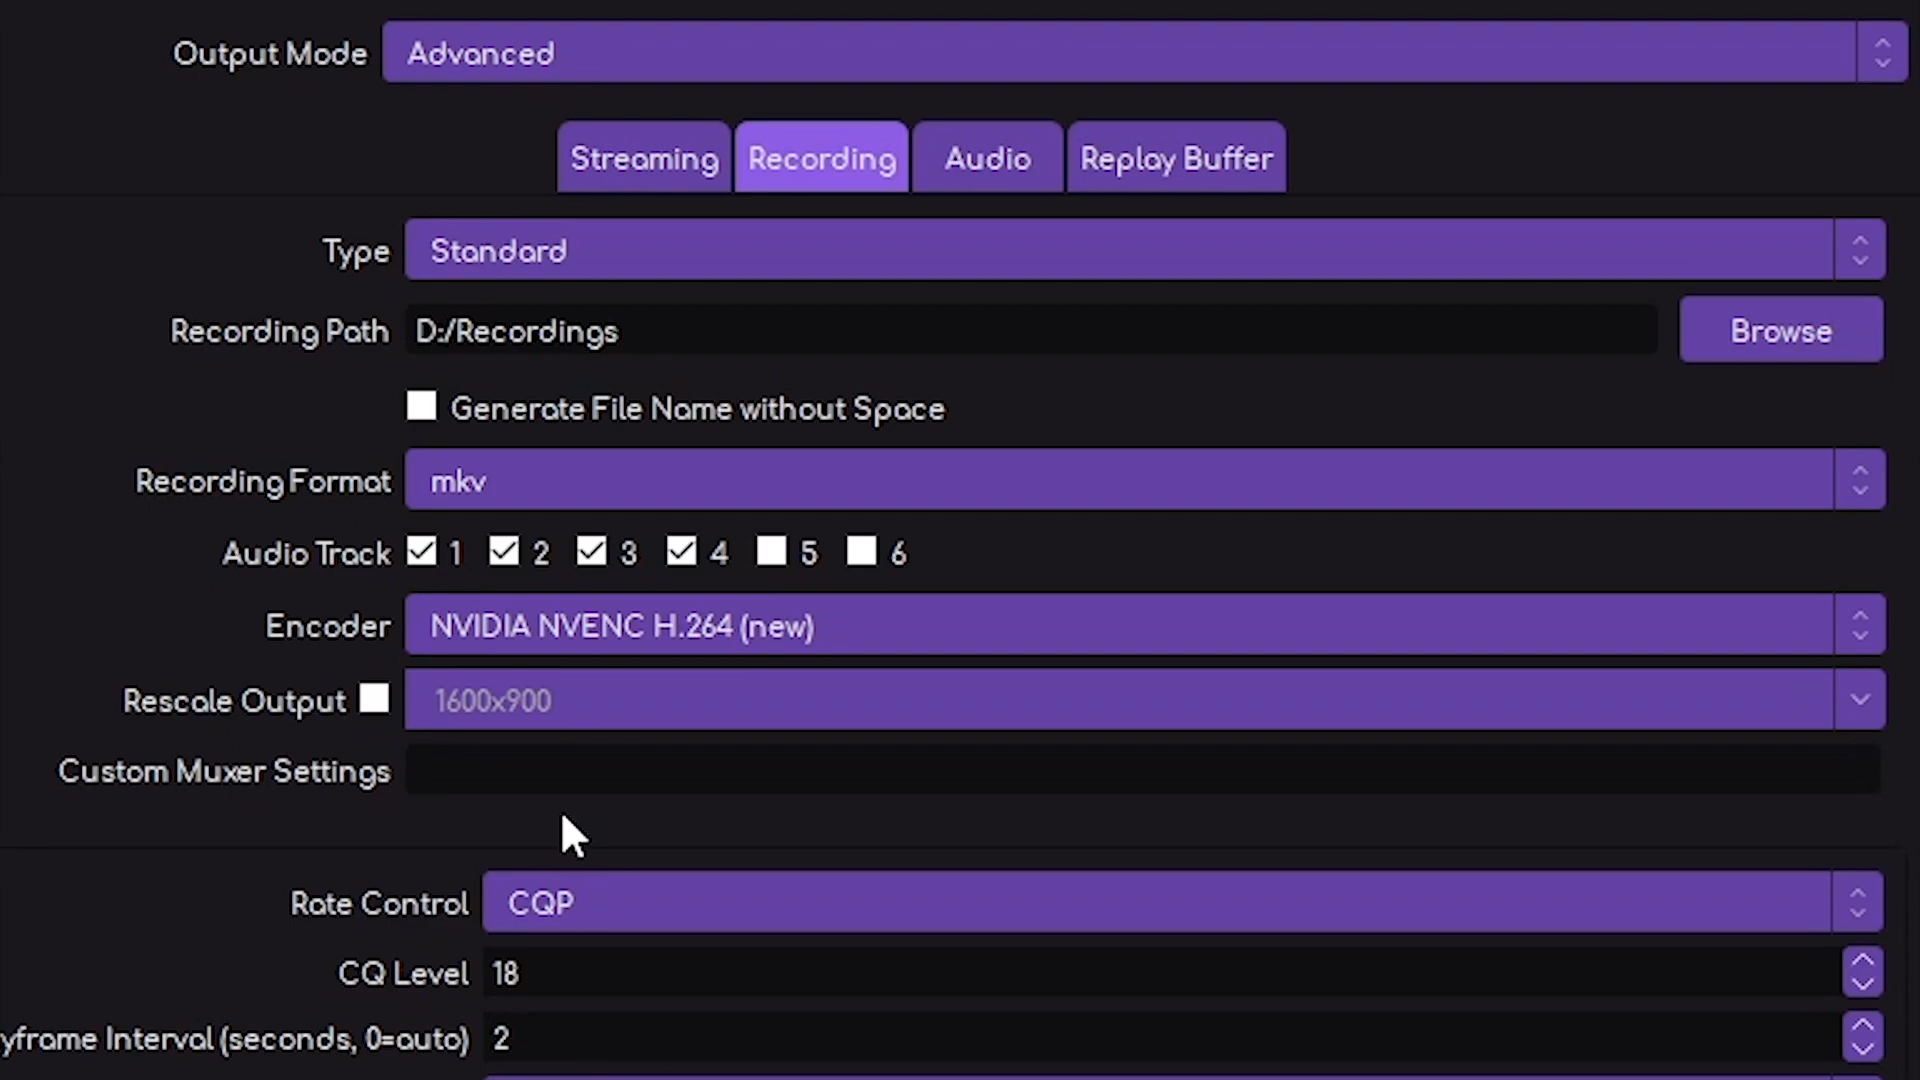 Output Mode Advanced
Streaming Recording Audio Replay Buffer
Type Standard
Recording Path D:/Recordings Browse
Generate File Name without Space
Recording Format mkv
Audio Track 1 2 3 4 5 6
Encoder NVIDIA NVENC H.264 (new)
Rescale Output 1600x900
Custom Muxer Settings
Rate Control CQP
CQ Level 18
yframe Interval (seconds, 0=auto) 2